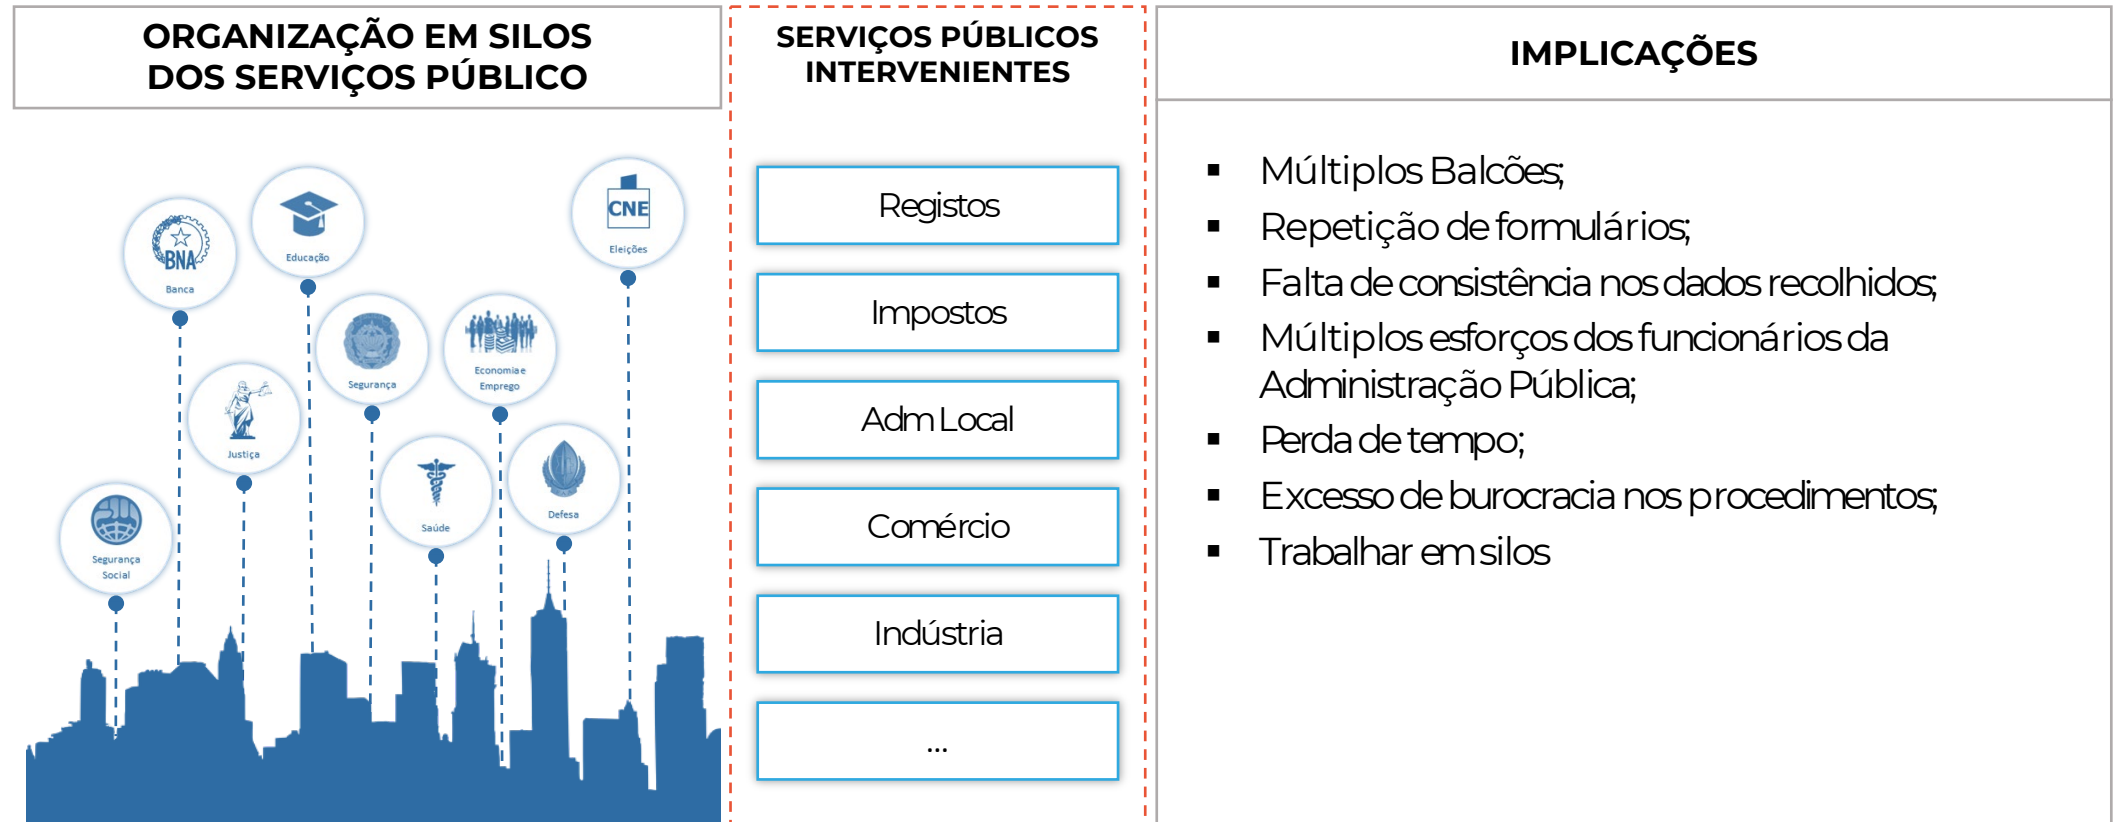 ORGANIZAÇÃO EM SILOS
DOS SERVIÇOS PÚBLICO
BNA
Banca
Educação
CNE
Eleições
Segurança
Economia e
Emprego
Justiça
Saúde
Defesa
Segurança
Social
SERVIÇOS PÚBLICOS
INTERVENIENTES
Registos
Impostos
Adm Local
Comércio
Indústria
...
IMPLICAÇÕES
▪ Múltiplos Balcões;
▪ Repetição de formulários;
▪ Falta de consistência nos dados recolhidos;
▪ Múltiplos esforços dos funcionários da
Administração Pública;
▪ Perda de tempo;
▪ Excesso de burocracia nos procedimentos;
▪ Trabalhar em silos